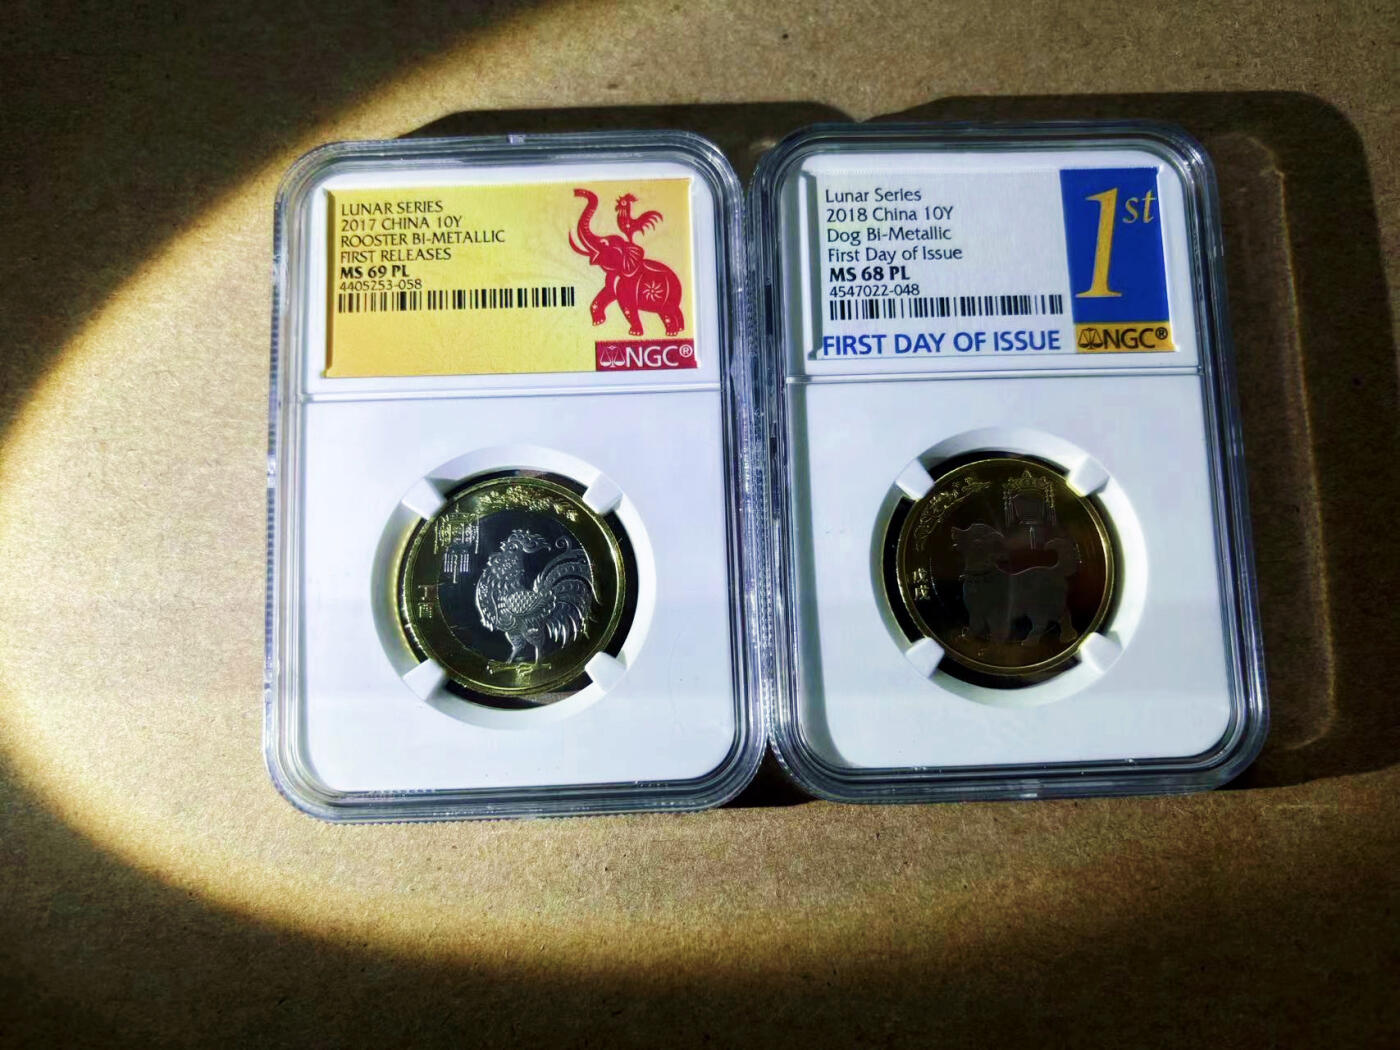 LUNAR SERIES
2017 CHINA 10Y
ROOSTER BI-METALLIC
FIRST RELEASES
MS 69 PL
4405253-058
NGC®
Lunar Series
2018 China 10Y
Dog Bi-Metallic
First Day of Issue
MS 68 PL
4547022-048
FIRST DAY OF ISSUE
1st
NGC®
戊戌